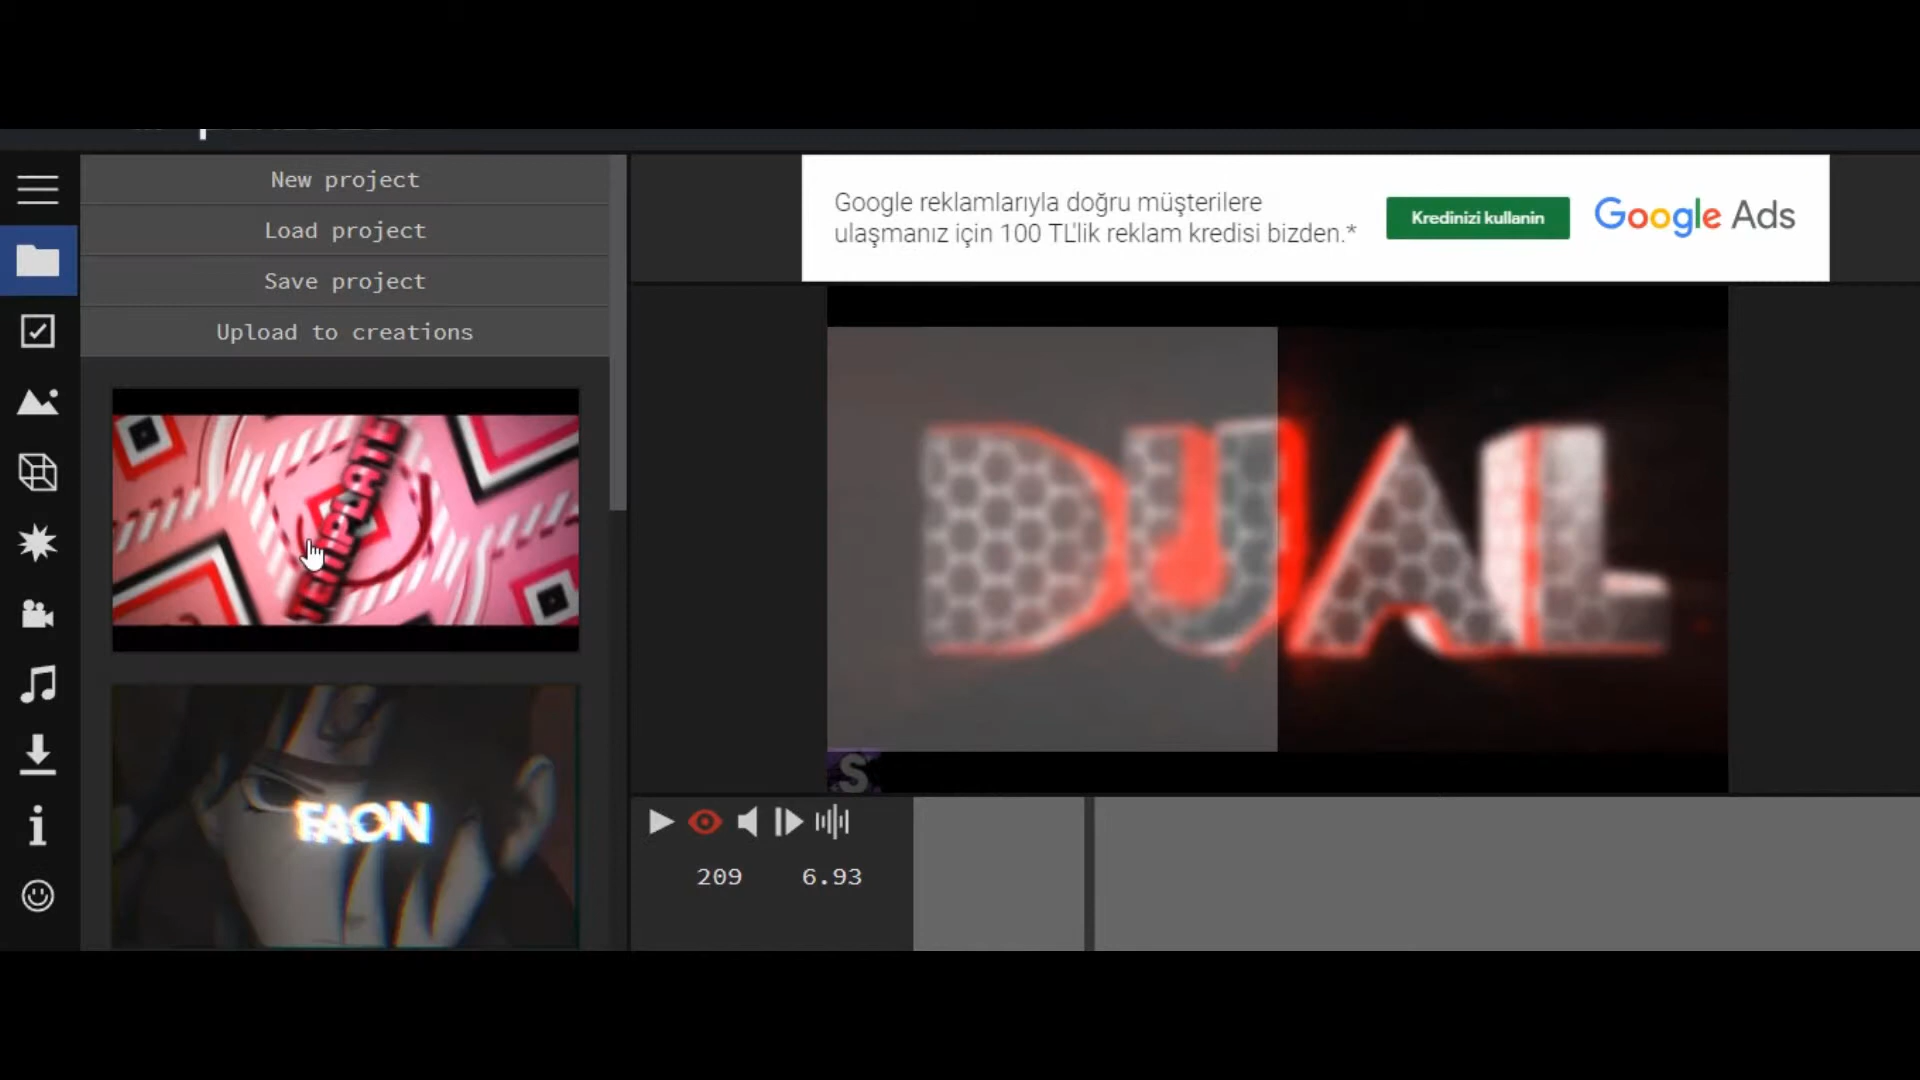 New project
Load project
Save project
Upload to creations
TEMPLATE
FAON
Google reklamlarıyla doğru müşterilere
ulaşmanız için 100 TL'lik reklam kredisi bizden.*
Kredinizi kullanin
Google Ads
DUAL
S
209 6.93